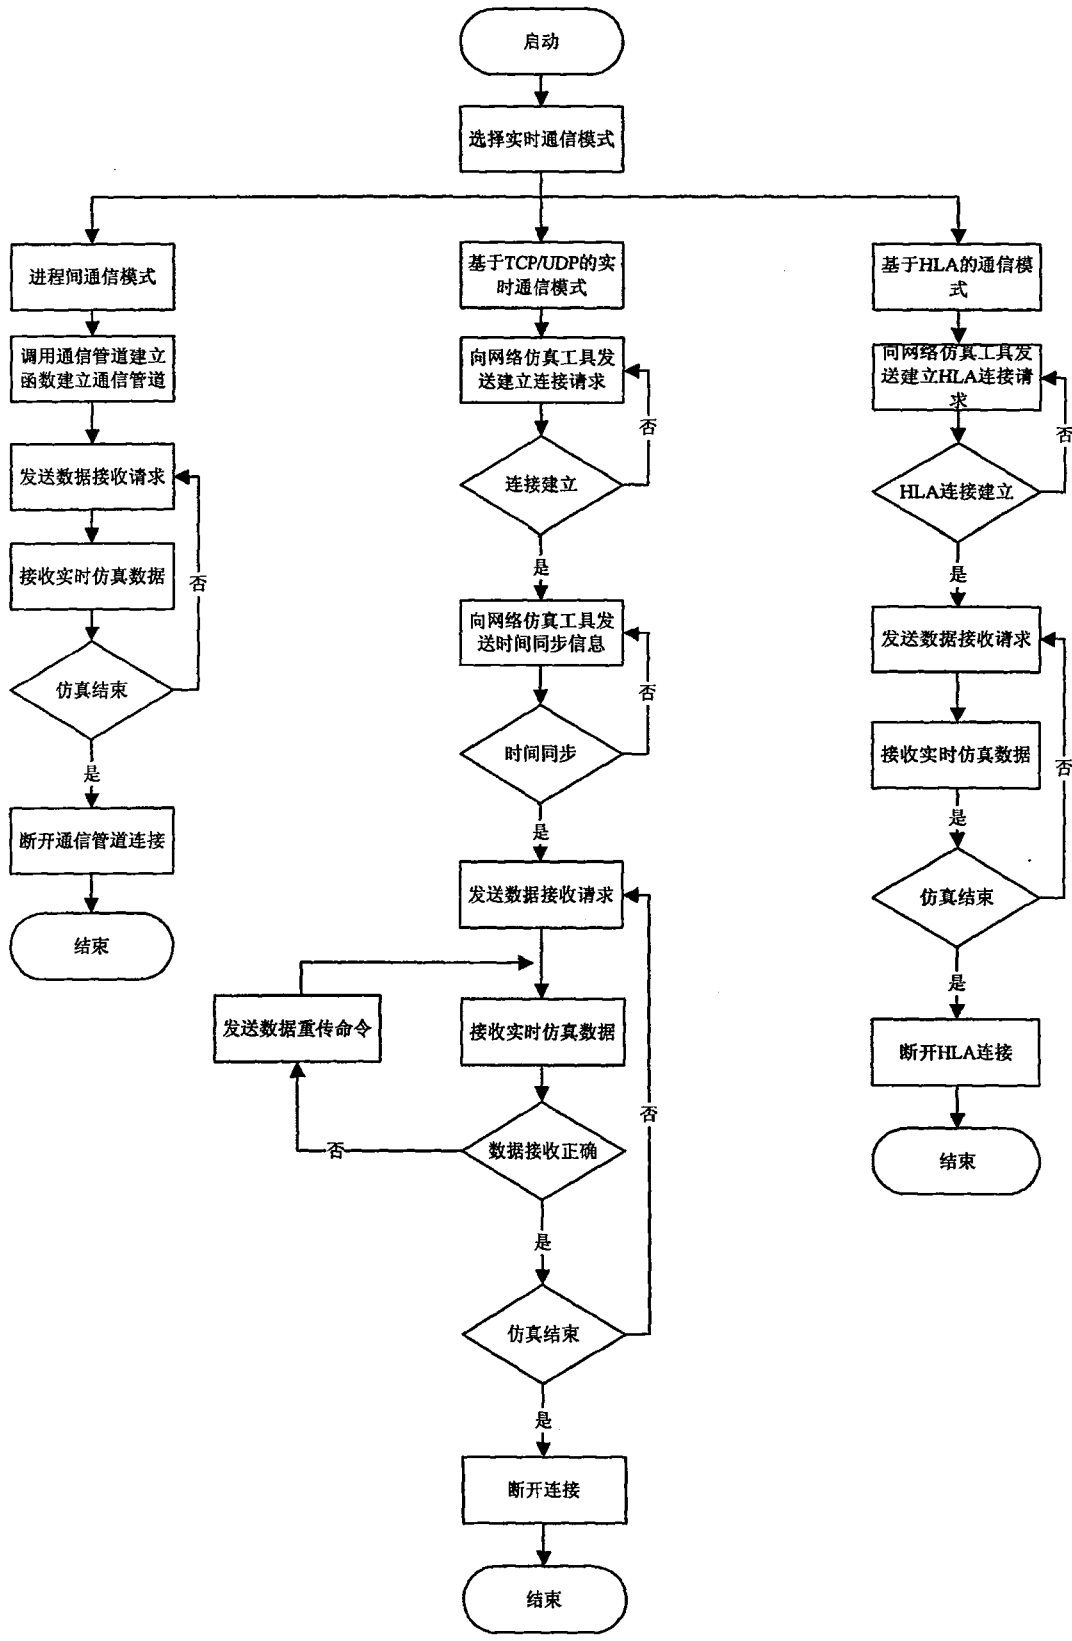 启动
选择实时通信模式
进程间通信模式
调用通信管道建立
函数建立通信管道
发送数据接收请求
接收实时仿真数据
否
仿真结束
是
断开通信管道连接
结束
基于TCP/UDP的实
时通信模式
向网络仿真工具发
送建立连接请求
否
连接建立
是
向网络仿真工具发
送时间同步信息
否
时间同步
是
发送数据接收请求
发送数据重传命令
接收实时仿真数据
否
否
数据接收正确
是
仿真结束
是
断开连接
结束
基于HLA的通信模
式
向网络仿真工具发
送建立HLA连接请
求
否
HLA连接建立
是
发送数据接收请求
接收实时仿真数据
否
是
仿真结束
是
断开HLA连接
结束